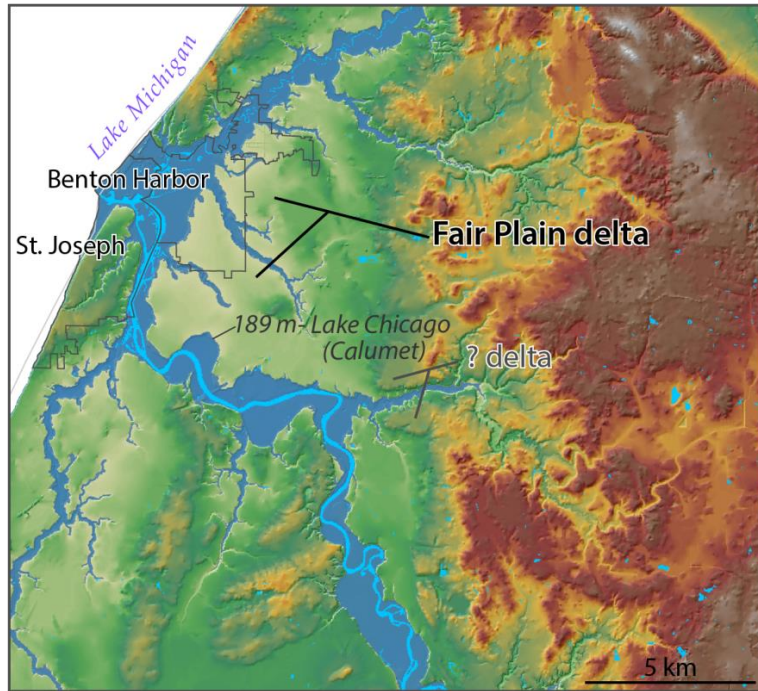 Lake Michigan
Benton Harbor
St. Joseph
Fair Plain delta
189 m- Lake Chicago
(Calumet)
? delta
5 km